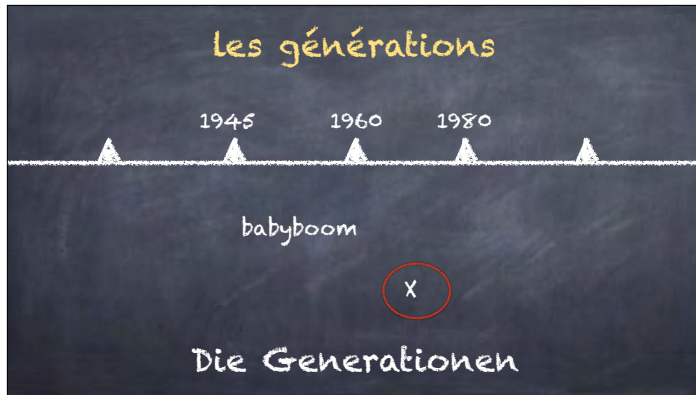 les générations
1945 1960 1980
babyboom
X
Die Generationen